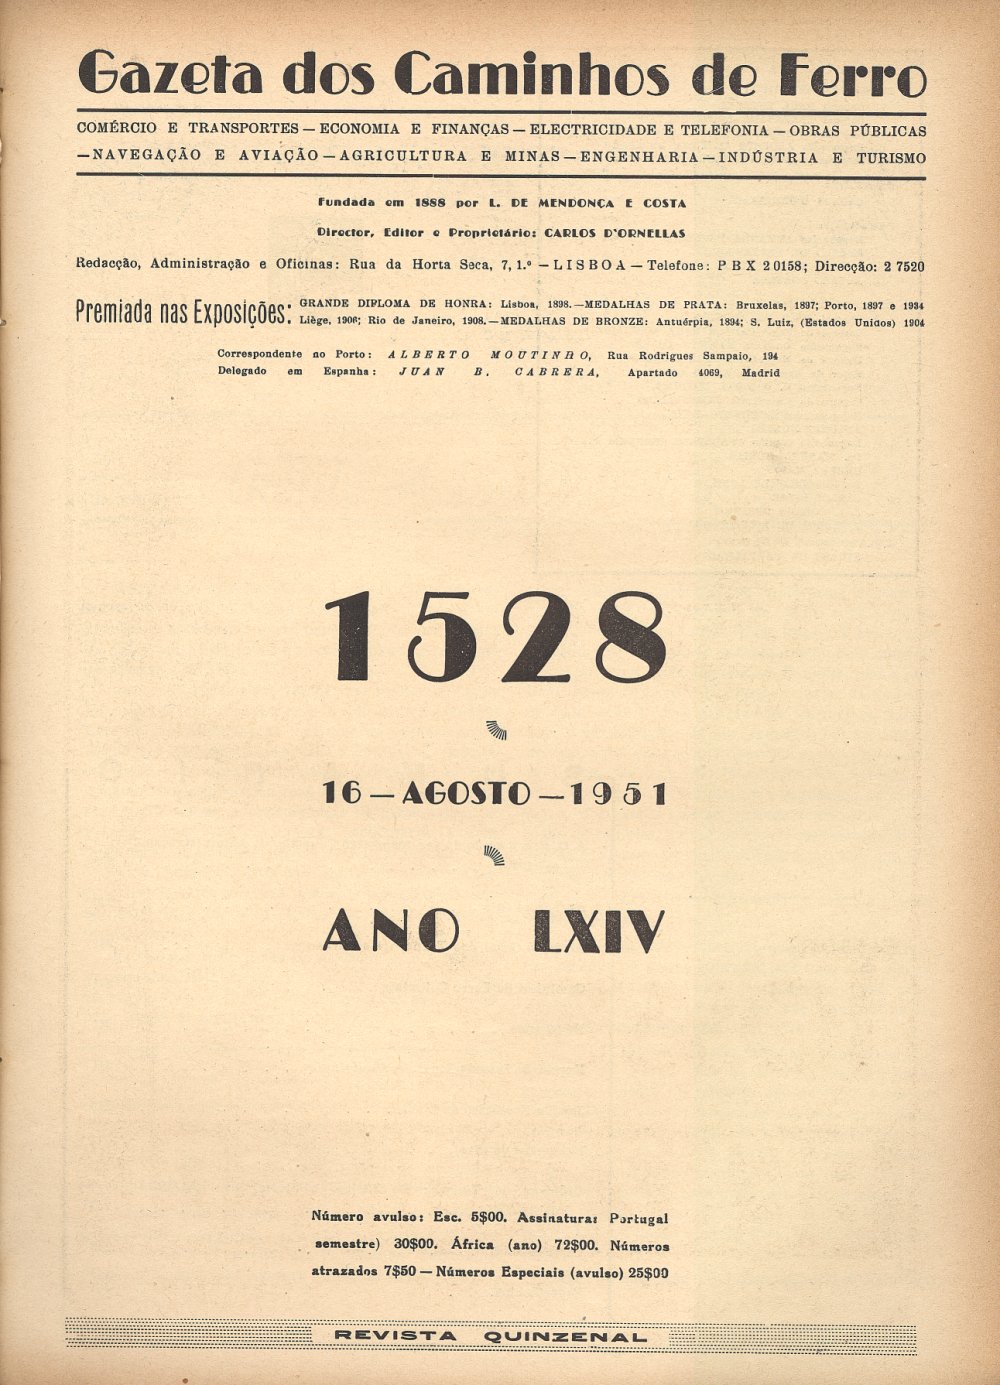 Gazeta dos Caminhos de Ferro
COMÉRCIO E TRANSPORTES — ECONOMIA E FINANÇAS — ELECTRICIDADE E TELEFONIA — OBRAS PÚBLICAS
— NAVEGAÇÃO E AVIAÇÃO — AGRICULTURA E MINAS — ENGENHARIA — INDÚSTRIA E TURISMO
Fundada em 1888 por L. DE MENDONÇA E COSTA
Director, Editor e Proprietário: CARLOS D'ORNELLAS
Redacção, Administração e Oficinas: Rua da Horta Seca, 7, 1.º — LISBOA — Telefone: PBX 20158; Direcção: 2 7520
Premiada nas Exposições: GRANDE DIPLOMA DE HONRA: Lisboa, 1898. — MEDALHAS DE PRATA: Bruxelas, 1897; Porto, 1897 e 1934
Liège, 1906; Rio de Janeiro, 1908. — MEDALHAS DE BRONZE: Antuérpia, 1894; S. Luiz, (Estados Unidos) 1904
Correspondente no Porto: ALBERTO MOUTINHO, Rua Rodrigues Sampaio, 194
Delegado em Espanha: JUAN B. CABRERA, Apartado 4069, Madrid
1528
16 — AGOSTO — 1951
ANO LXIV
Número avulso: Esc. 5$00. Assinatura: Portugal
semestre) 30$00. África (ano) 72$00. Números
atrazados 7$50 — Números Especiais (avulso) 25$00
REVISTA QUINZENAL